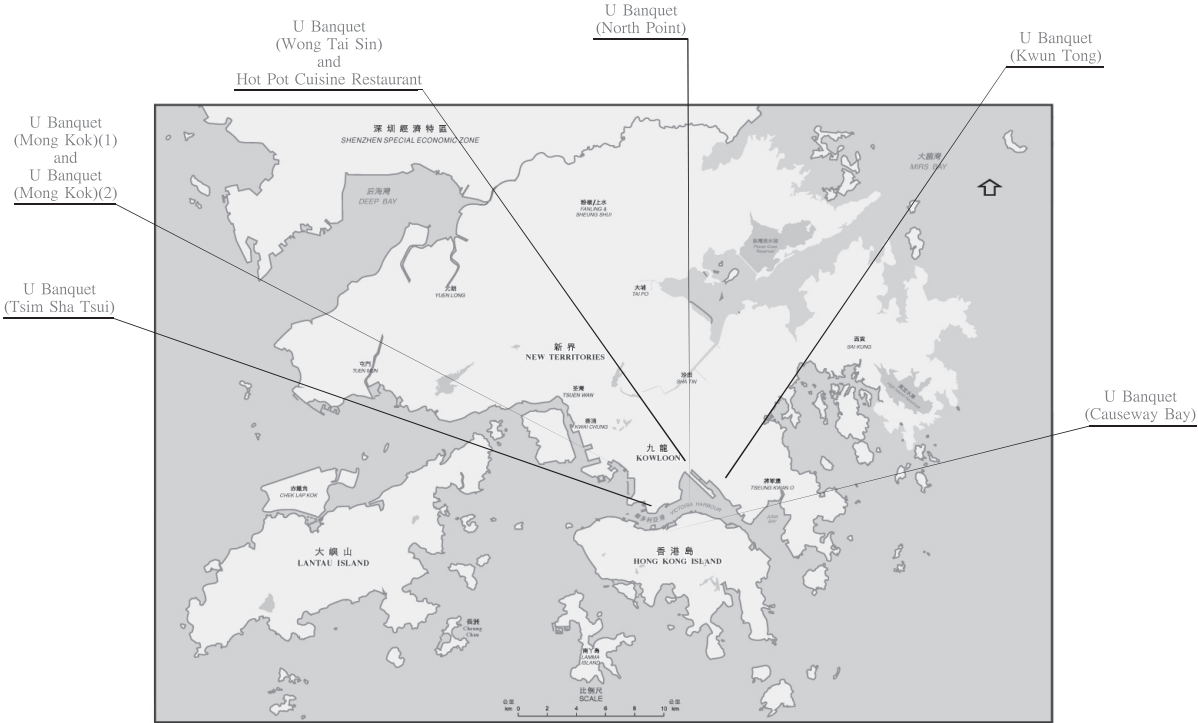 U Banquet
(North Point)
U Banquet
(Wong Tai Sin)
and
Hot Pot Cuisine Restaurant
U Banquet
(Kwun Tong)
U Banquet
(Mong Kok)(1)
and
U Banquet
(Mong Kok)(2)
U Banquet
(Tsim Sha Tsui)
U Banquet
(Causeway Bay)
深圳經濟特區
SHENZHEN SPECIAL ECONOMIC ZONE
大鵬灣
MIRS BAY
后海灣
DEEP BAY
粉嶺/上水
FANLING &
SHEUNG SHUI
元朗
YUEN LONG
大埔
TAI PO
西貢
SAI KUNG
新界
NEW TERRITORIES
屯門
TUEN MUN
沙田
SHA TIN
荃灣
TSUEN WAN
葵涌
KWAI CHUNG
九龍
KOWLOON
將軍澳
TSEUNG KWAN O
赤鱲角
CHEK LAP KOK
維多利亞港 VICTORIA HARBOUR
JUNK
BAY
大嶼山
LANTAU ISLAND
香港島
HONG KONG ISLAND
長洲
Cheung
Chau
南丫島
LAMMA
ISLAND
比例尺
SCALE
公里
km
0 2 4 6 8 10
公里
km